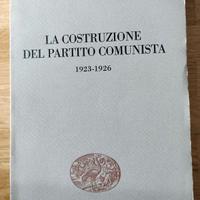 LA COSTRUZIONE
DEL PARTITO COMUNISTA
1923-1926